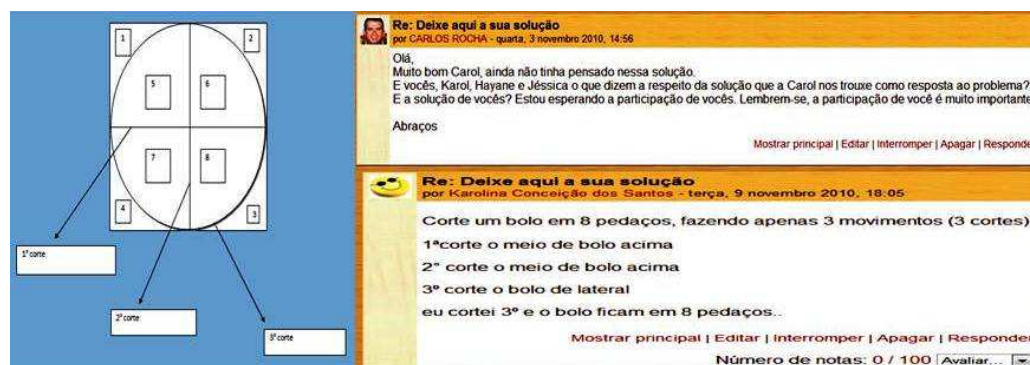 1
2
5
6
7
8
4
3
1º corte
2º corte
3º corte
Re: Deixe aqui a sua solução
por CARLOS ROCHA - quarta, 3 novembro 2010, 14:56
Olá,
Muito bom Carol, ainda não tinha pensado nessa solução.
E vocês, Karol, Hayane e Jéssica o que dizem a respeito da solução que a Carol nos trouxe como resposta ao problema?
E a solução de vocês? Estou esperando a participação de vocês. Lembrem-se, a participação de você é muito importante
Abraços
Mostrar principal | Editar | Interromper | Apagar | Responde
Re: Deixe aqui a sua solução
por Karolina Conceição dos Santos - terça, 9 novembro 2010, 18:05
Corte um bolo em 8 pedaços, fazendo apenas 3 movimentos (3 cortes)
1ªcorte o meio de bolo acima
2° corte o meio de bolo acima
3º corte o bolo de lateral
eu cortei 3º e o bolo ficam em 8 pedaços..
Mostrar principal | Editar | Interromper | Apagar | Responder
Número de notas: 0 / 100 Avaliar...